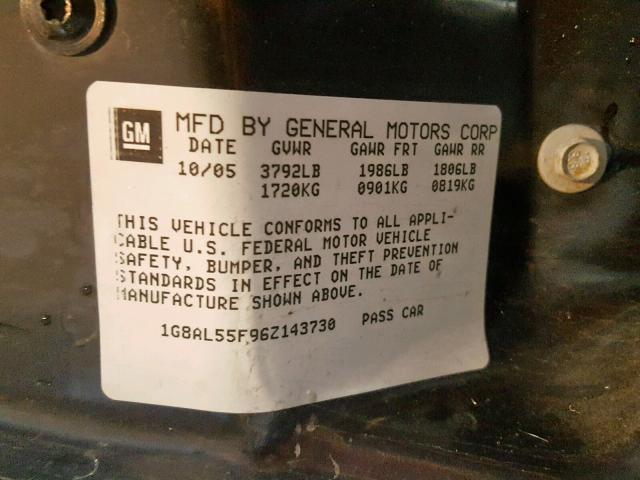 GM MFD BY GENERAL MOTORS CORP
DATE GVWR GAWR FRT GAWR RR
10/05 3792LB 1986LB 1806LB
1720KG 0901KG 0819KG
THIS VEHICLE CONFORMS TO ALL APPLI-
CABLE U.S. FEDERAL MOTOR VEHICLE
SAFETY, BUMPER, AND THEFT PREVENTION
STANDARDS IN EFFECT ON THE DATE OF
MANUFACTURE SHOWN ABOVE.
1G8AL55F96Z143730 PASS CAR